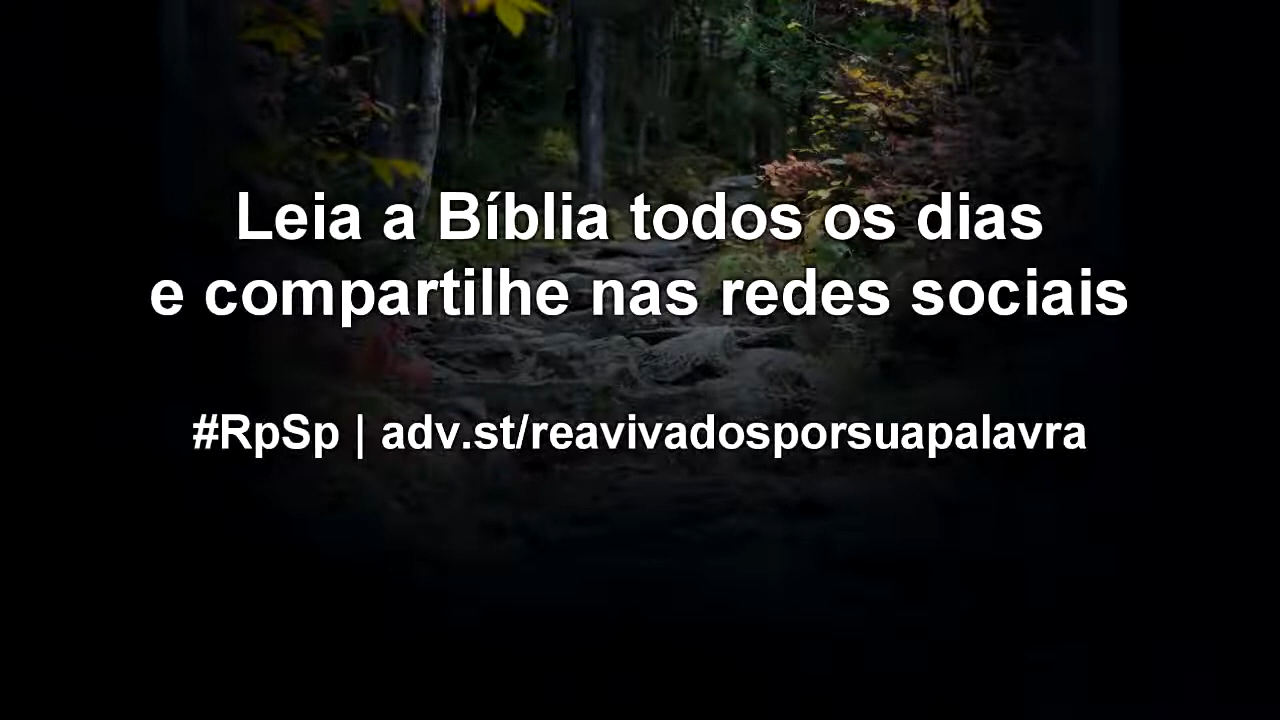 Leia a Bíblia todos os dias
e compartilhe nas redes sociais
#RpSp | adv.st/reavivadosporsuapalavra